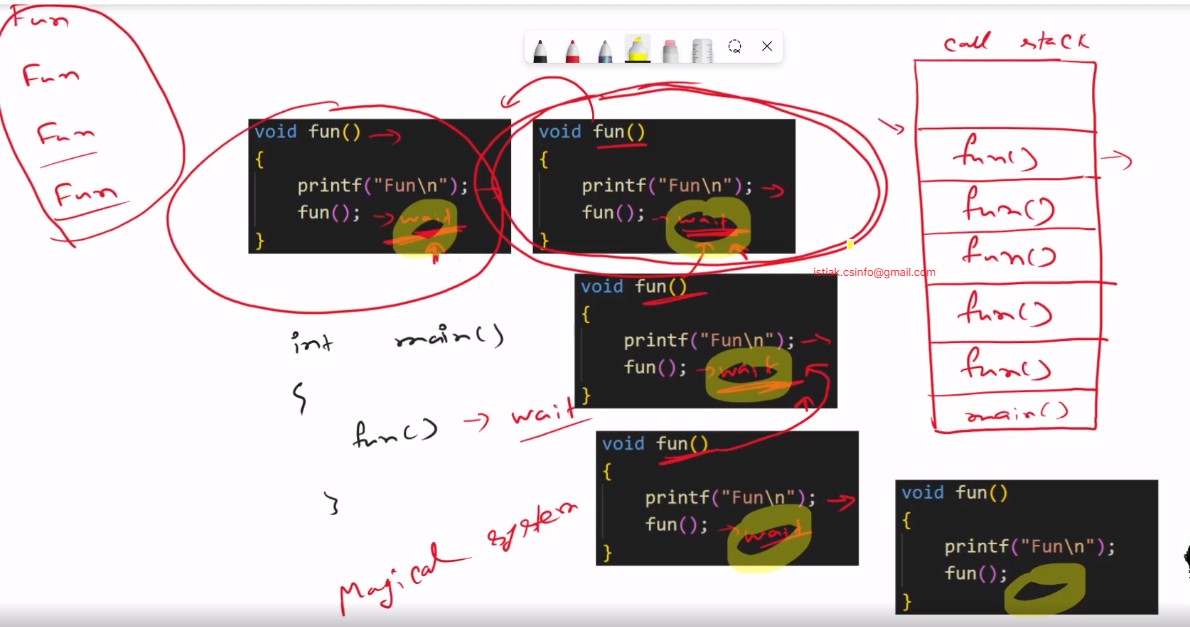 Fun
Fun
Fun
Fun
void fun() →
{
printf("Fun\n");
fun(); → wait
}
void fun()
{
printf("Fun\n"); →
fun(); → wait
}
istiak.csinfo@gmail.com
void fun()
{
printf("Fun\n"); →
fun(); → wait
}
void fun()
{
printf("Fun\n"); →
fun(); → wait
}
void fun()
{
printf("Fun\n");
fun();
}
int main()
{
fun() → wait
}
Magical system
call stack
fun()
fun()
fun()
fun()
fun()
main()